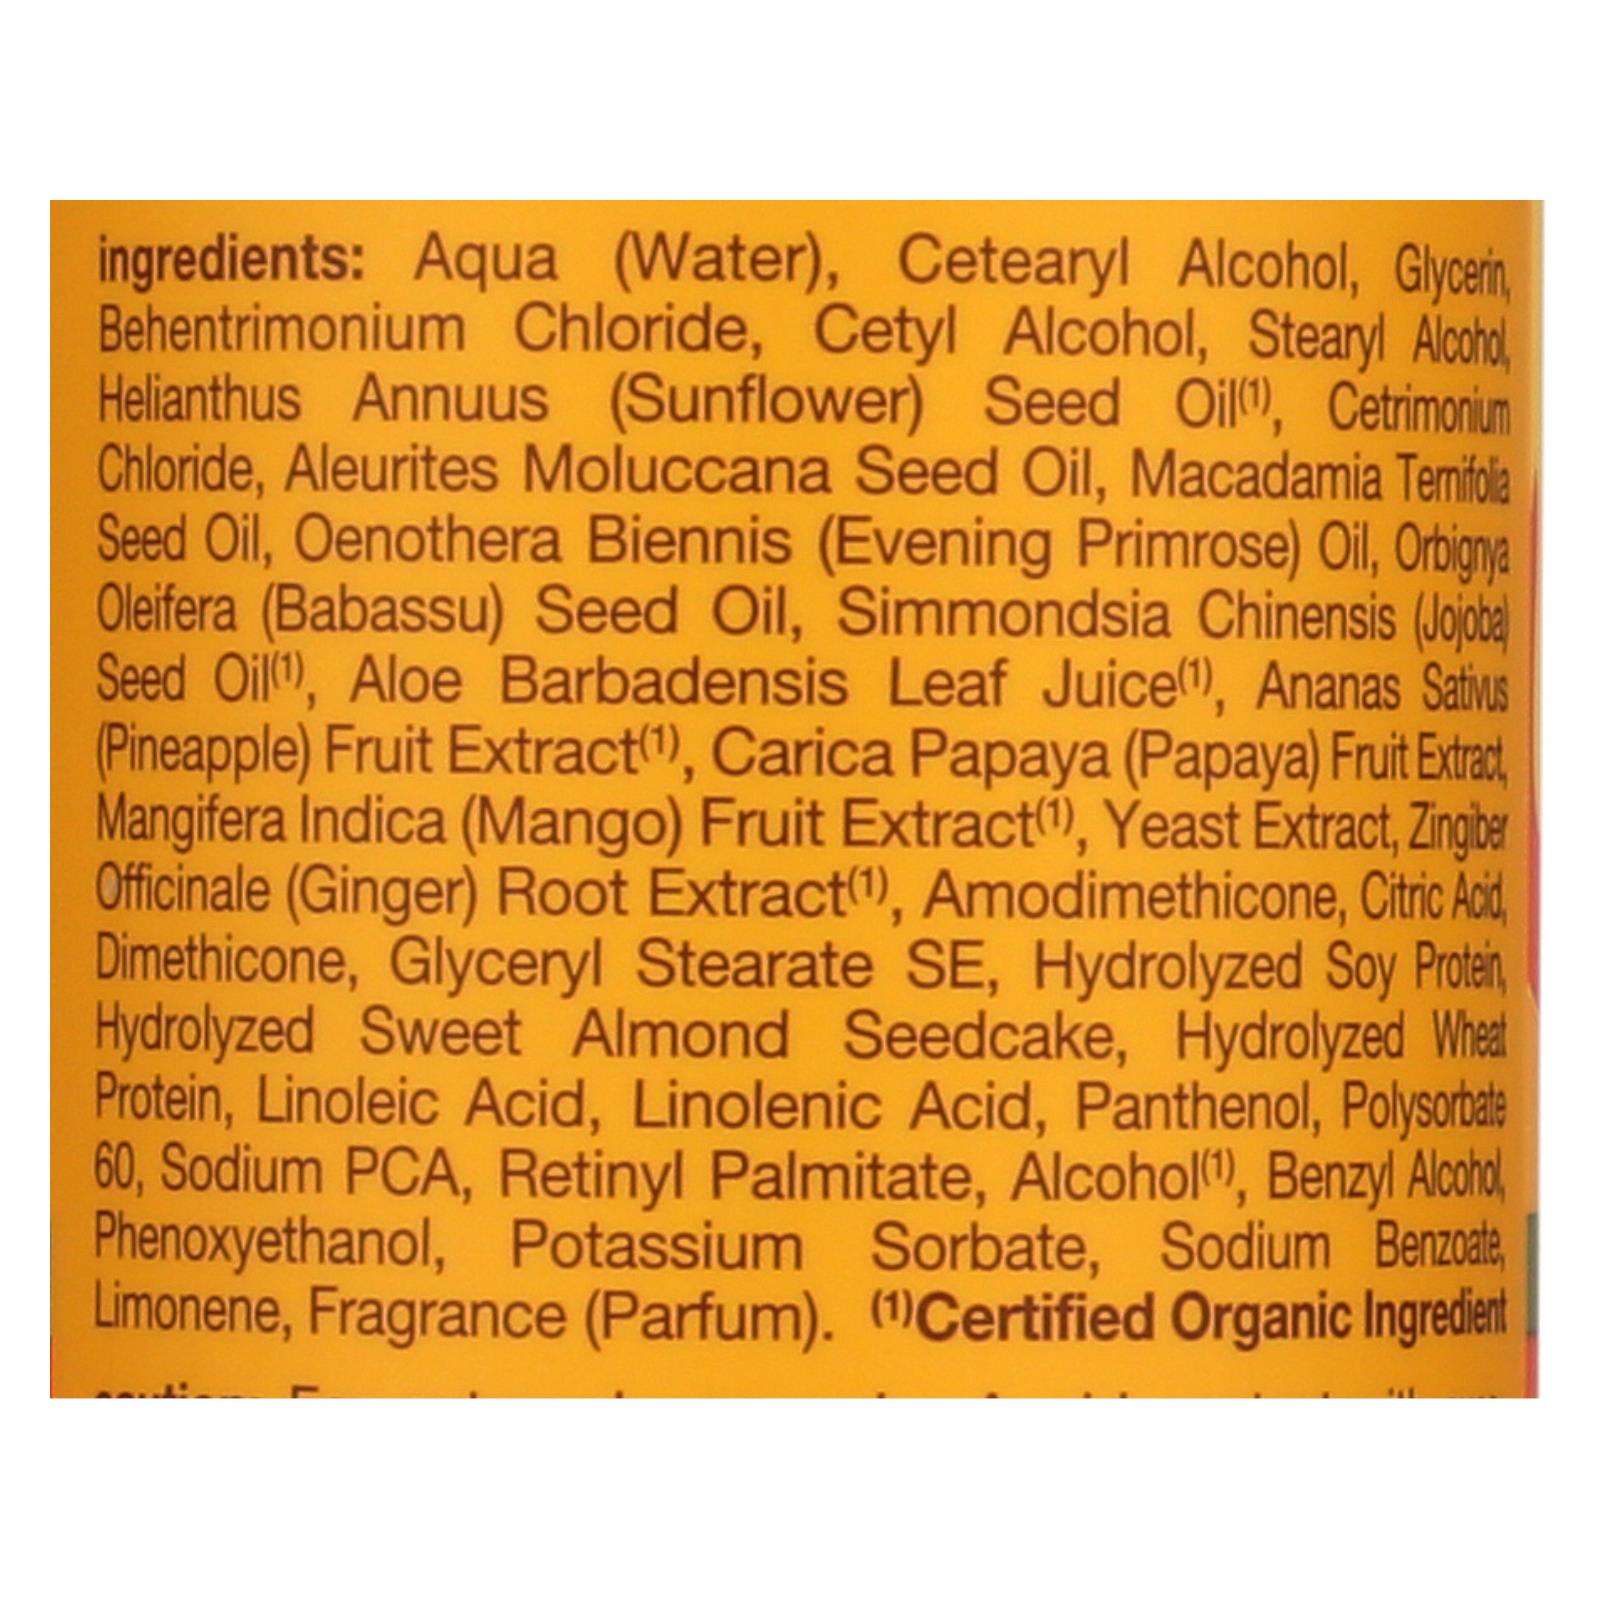 ingredients: Aqua (Water), Cetearyl Alcohol, Glycerin,
Behentrimonium Chloride, Cetyl Alcohol, Stearyl Alcohol,
Helianthus Annuus (Sunflower) Seed Oil⁽¹⁾, Cetrimonium
Chloride, Aleurites Moluccana Seed Oil, Macadamia Ternifolia
Seed Oil, Oenothera Biennis (Evening Primrose) Oil, Orbignya
Oleifera (Babassu) Seed Oil, Simmondsia Chinensis (Jojoba)
Seed Oil⁽¹⁾, Aloe Barbadensis Leaf Juice⁽¹⁾, Ananas Sativus
(Pineapple) Fruit Extract⁽¹⁾, Carica Papaya (Papaya) Fruit Extract,
Mangifera Indica (Mango) Fruit Extract⁽¹⁾, Yeast Extract, Zingiber
Officinale (Ginger) Root Extract⁽¹⁾, Amodimethicone, Citric Acid,
Dimethicone, Glyceryl Stearate SE, Hydrolyzed Soy Protein,
Hydrolyzed Sweet Almond Seedcake, Hydrolyzed Wheat
Protein, Linoleic Acid, Linolenic Acid, Panthenol, Polysorbate
60, Sodium PCA, Retinyl Palmitate, Alcohol⁽¹⁾, Benzyl Alcohol,
Phenoxyethanol, Potassium Sorbate, Sodium Benzoate,
Limonene, Fragrance (Parfum). ⁽¹⁾Certified Organic Ingredient